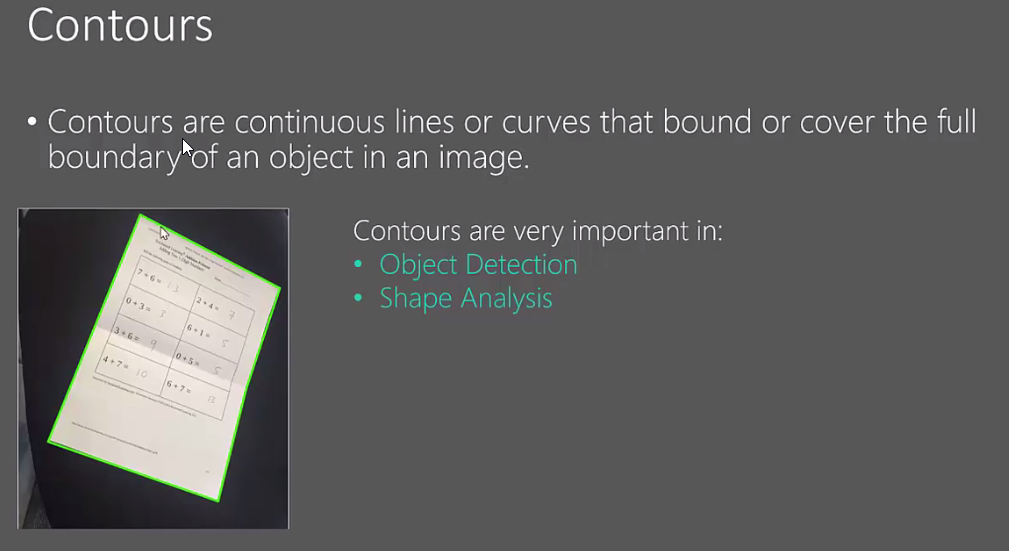 Contours
• Contours are continuous lines or curves that bound or cover the full
boundary of an object in an image.
Contours are very important in:
• Object Detection
• Shape Analysis
7 + 6 = 13
2 + 4 = 7
0 + 3 = 3
6 + 1 = 5
3 + 6 = 9
0 + 5 = 5
4 + 7 = 10
6 + 7 = 13